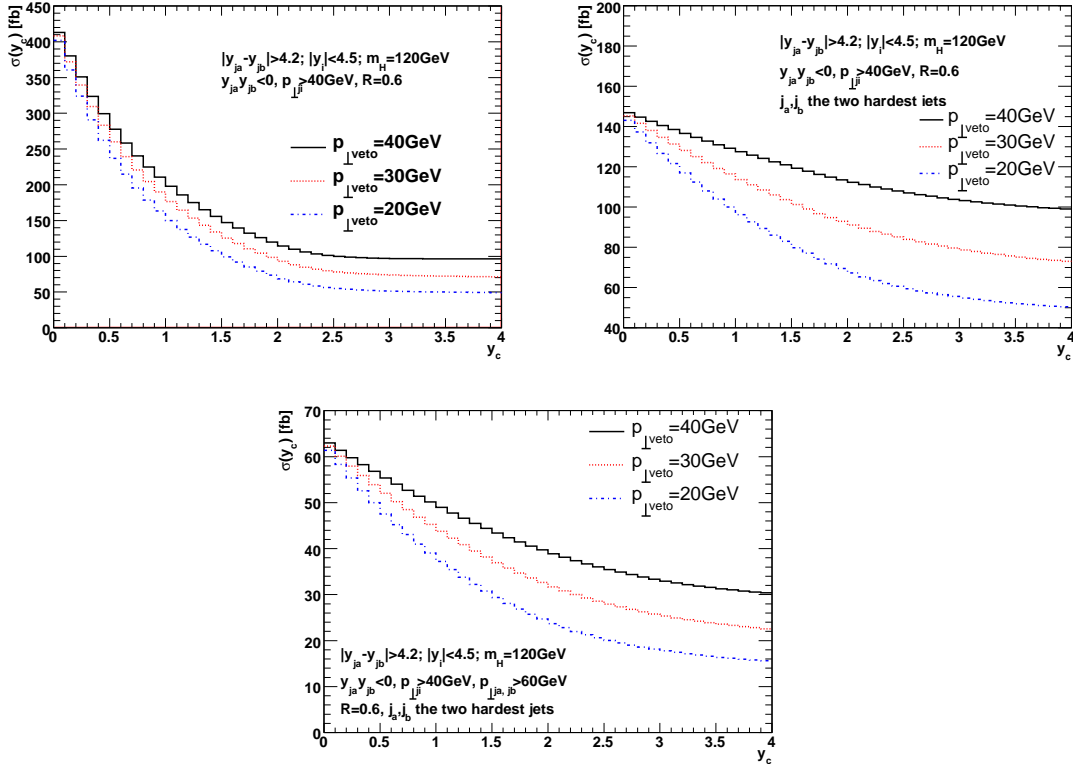 σ(y_c) [fb]
450
400
350
300
250
200
150
100
50
0
|y_ja-y_jb|>4.2; |y_i|<4.5; m_H=120GeV
y_ja y_jb<0, p_⊥ji>40GeV, R=0.6
p_⊥veto=40GeV
p_⊥veto=30GeV
p_⊥veto=20GeV
0 0.5 1 1.5 2 2.5 3 3.5 4
y_c
σ(y_c) [fb]
200
180
160
140
120
100
80
60
40
|y_ja-y_jb|>4.2; |y_i|<4.5; m_H=120GeV
y_ja y_jb<0, p_⊥ji>40GeV, R=0.6
j_a,j_b the two hardest jets
p_⊥veto=40GeV
p_⊥veto=30GeV
p_⊥veto=20GeV
0 0.5 1 1.5 2 2.5 3 3.5 4
y_c
σ(y_c) [fb]
70
60
50
40
30
20
10
0
p_⊥veto=40GeV
p_⊥veto=30GeV
p_⊥veto=20GeV
|y_ja-y_jb|>4.2; |y_i|<4.5; m_H=120GeV
y_ja y_jb<0, p_⊥ji>40GeV, p_⊥ja, jb>60GeV
R=0.6, j_a,j_b the two hardest jets
0 0.5 1 1.5 2 2.5 3 3.5 4
y_c